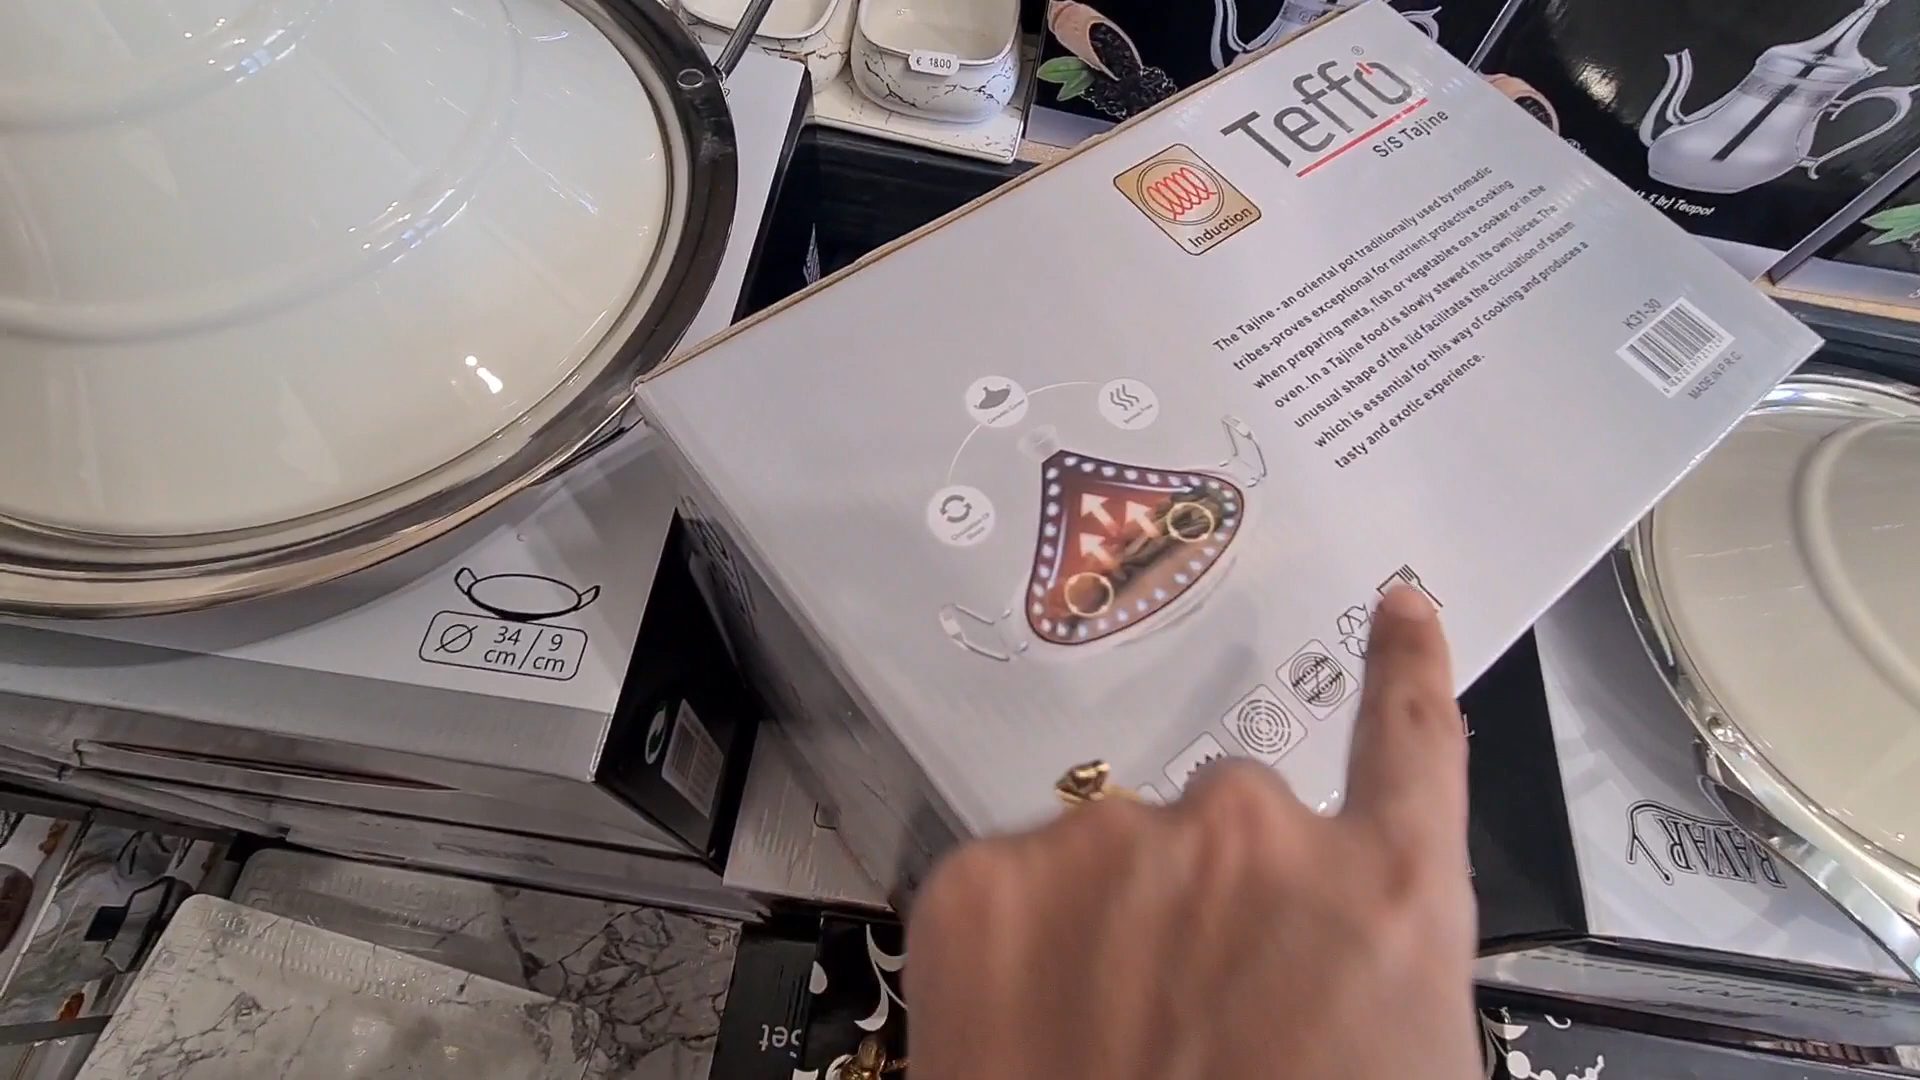 € 18.00
Teffo®
S/S Tajine
Induction
The Tajine - an oriental pot traditionally used by nomadic
tribes-proves exceptional for nutrient protective cooking
when preparing meta, fish or vegetables on a cooker or in the
oven. In a Tajine food is slowly stewed in its own juices. The
unusual shape of the lid facilitates the circulation of steam
which is essential for this way of cooking and produces a
tasty and exotic experience.
K31-30
MADE IN P.R.C.
Teapot
34 / 9
cm / cm
RAVARY
set